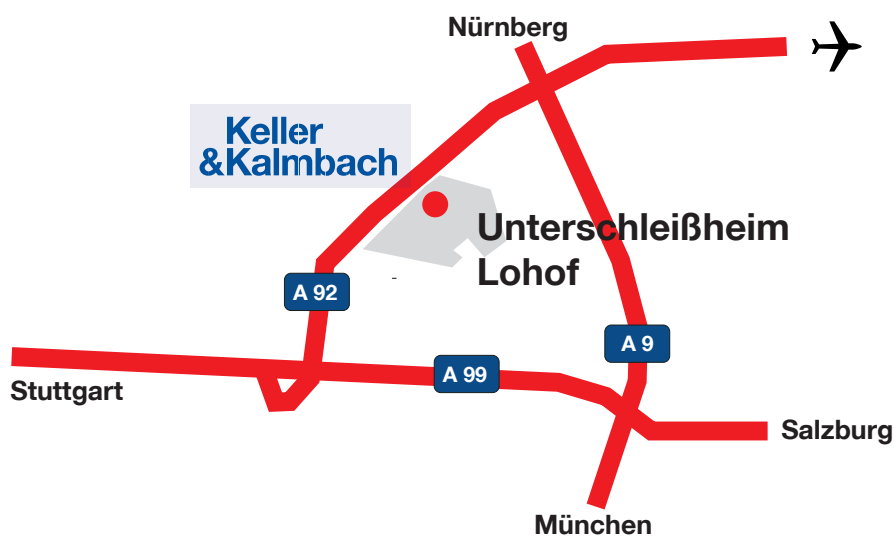 Nürnberg
Keller
&Kalmbach
Unterschleißheim
Lohof
A 92
A 9
A 99
Stuttgart
Salzburg
München